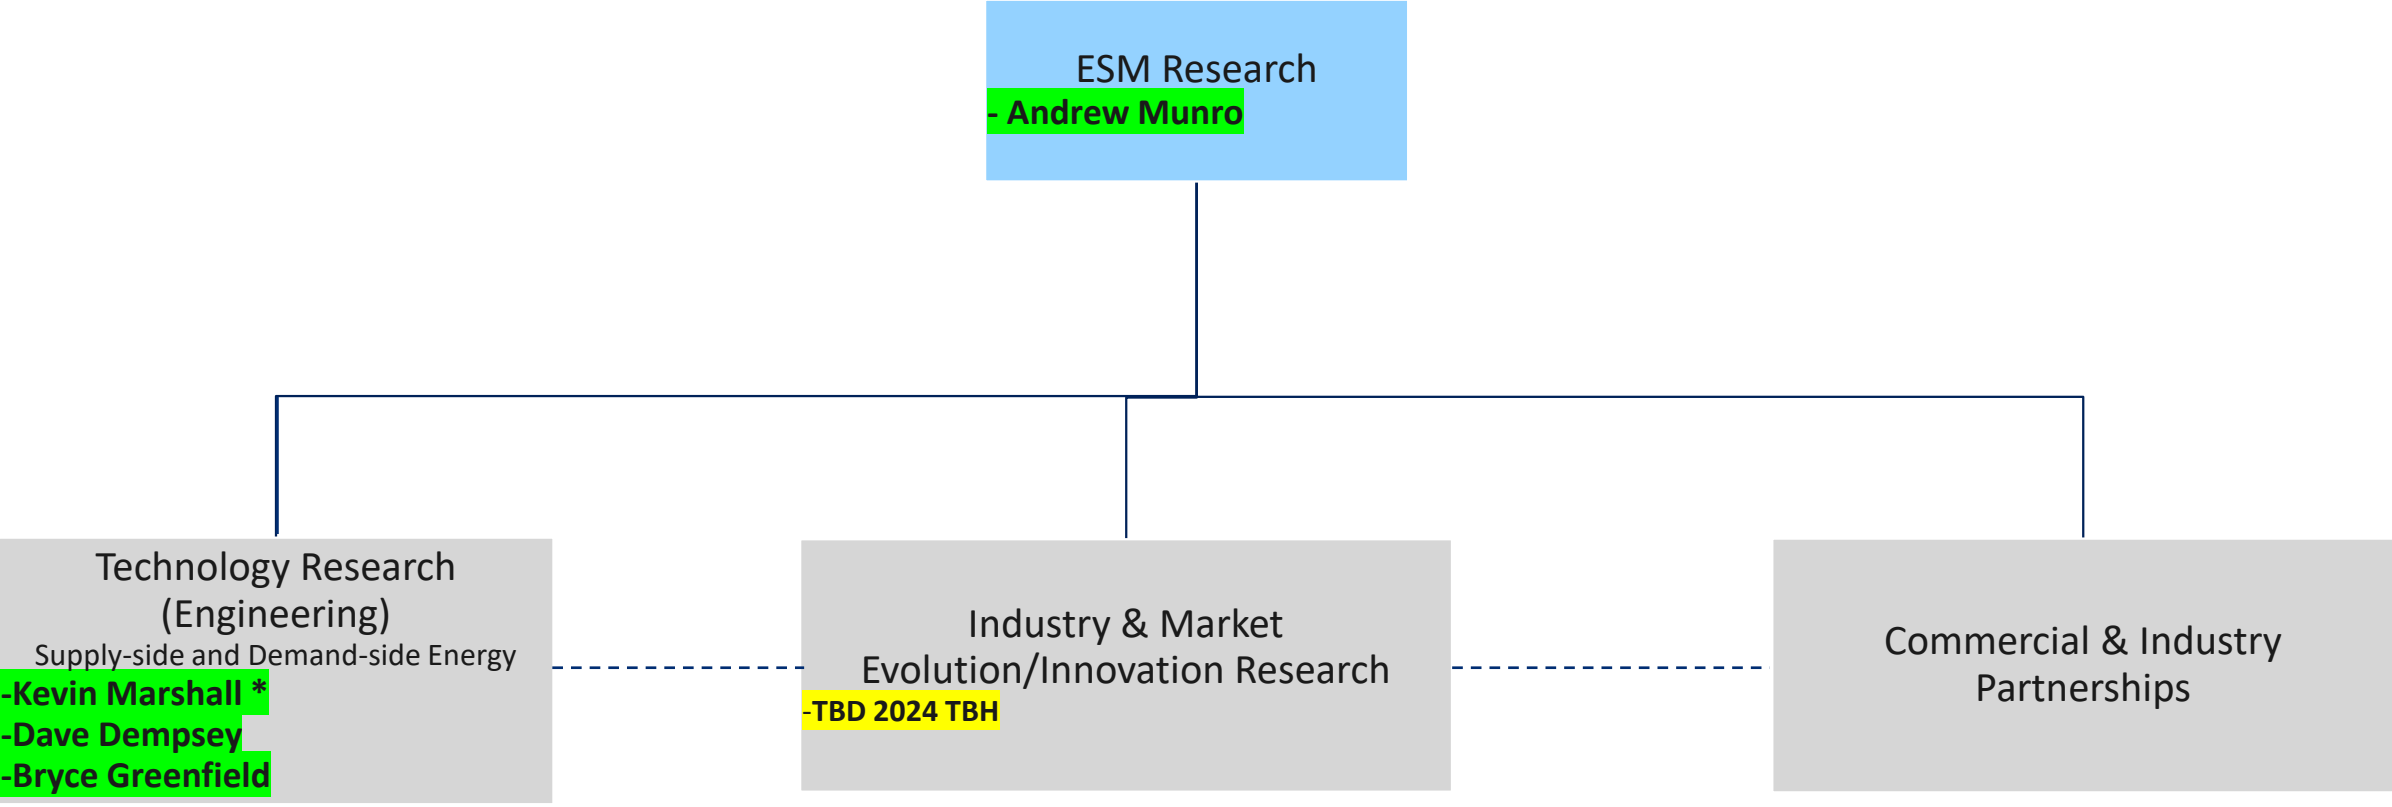 ESM Research
- Andrew Munro
Technology Research
(Engineering)
Supply-side and Demand-side Energy
-Kevin Marshall *
-Dave Dempsey
-Bryce Greenfield
Industry & Market
Evolution/Innovation Research
-TBD 2024 TBH
Commercial & Industry
Partnerships